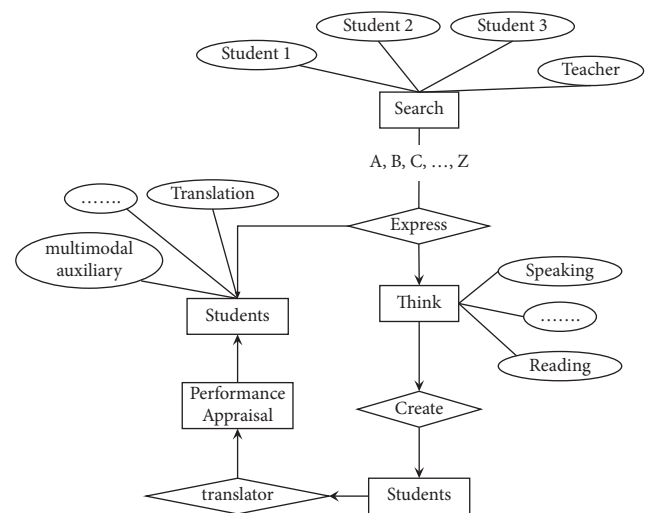 Student 1
Student 2
Student 3
Teacher
Search
A, B, C, …, Z
Express
…….
Translation
multimodal
auxiliary
Students
Think
Speaking
…….
Reading
Performance
Appraisal
Create
translator
Students